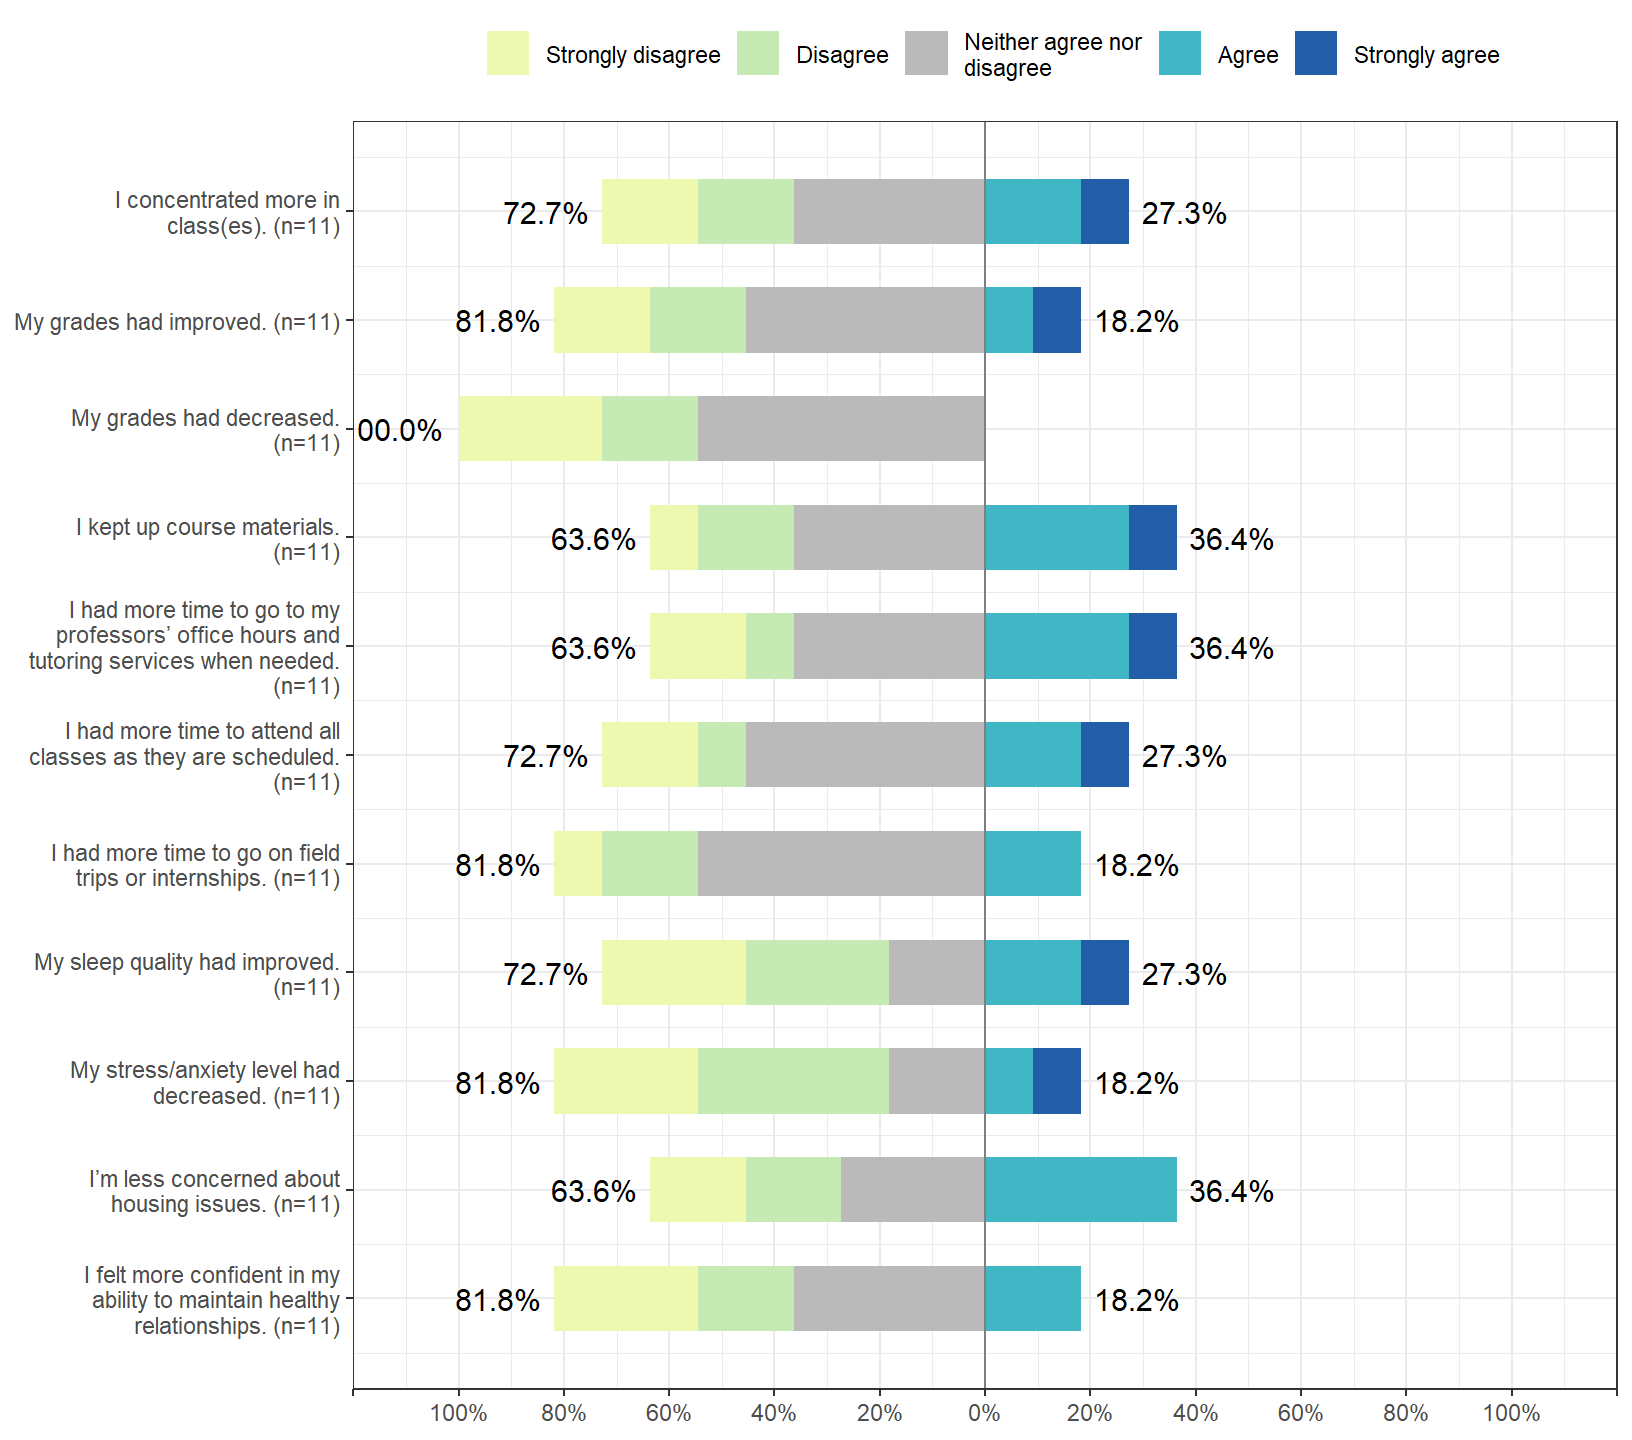 Strongly disagree
Disagree
Neither agree nor
disagree
Agree
Strongly agree
I concentrated more in
class(es). (n=11)
72.7%
27.3%
My grades had improved. (n=11)
81.8%
18.2%
My grades had decreased.
(n=11)
00.0%
I kept up course materials.
(n=11)
63.6%
36.4%
I had more time to go to my
professors’ office hours and
tutoring services when needed.
(n=11)
63.6%
36.4%
I had more time to attend all
classes as they are scheduled.
(n=11)
72.7%
27.3%
I had more time to go on field
trips or internships. (n=11)
81.8%
18.2%
My sleep quality had improved.
(n=11)
72.7%
27.3%
My stress/anxiety level had
decreased. (n=11)
81.8%
18.2%
I’m less concerned about
housing issues. (n=11)
63.6%
36.4%
I felt more confident in my
ability to maintain healthy
relationships. (n=11)
81.8%
18.2%
100% 80% 60% 40% 20% 0% 20% 40% 60% 80% 100%